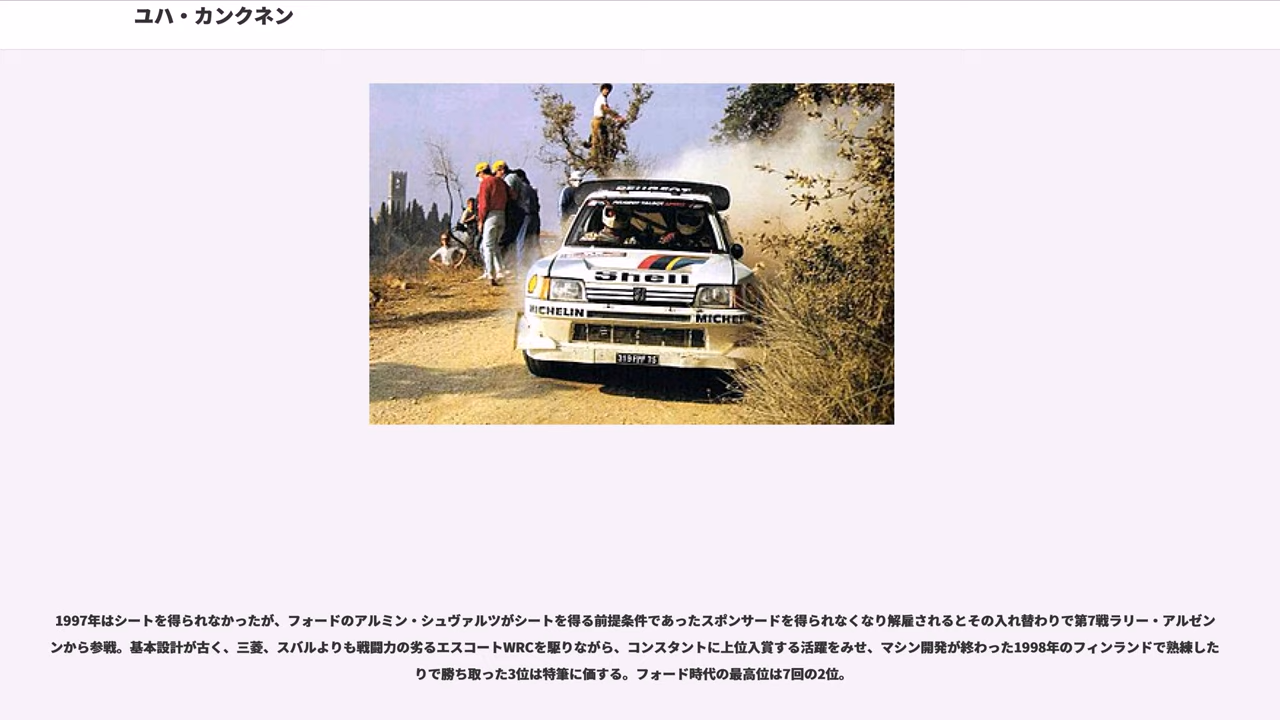 ユハ・カンクネン
PEUGEOT
PEUGEOT TALBOT SPORT
Shell
MICHELIN
MICHEL
1997年はシートを得られなかったが、フォードのアルミン・シュヴァルツがシートを得る前提条件であったスポンサードを得られなくなり解雇されるとその入れ替わりで第7戦ラリー・アルゼン
ンから参戦。基本設計が古く、三菱、スバルよりも戦闘力の劣るエスコートWRCを駆りながら、コンスタントに上位入賞する活躍をみせ、マシン開発が終わった1998年のフィンランドで熟練した
りで勝ち取った3位は特筆に価する。フォード時代の最高位は7回の2位。